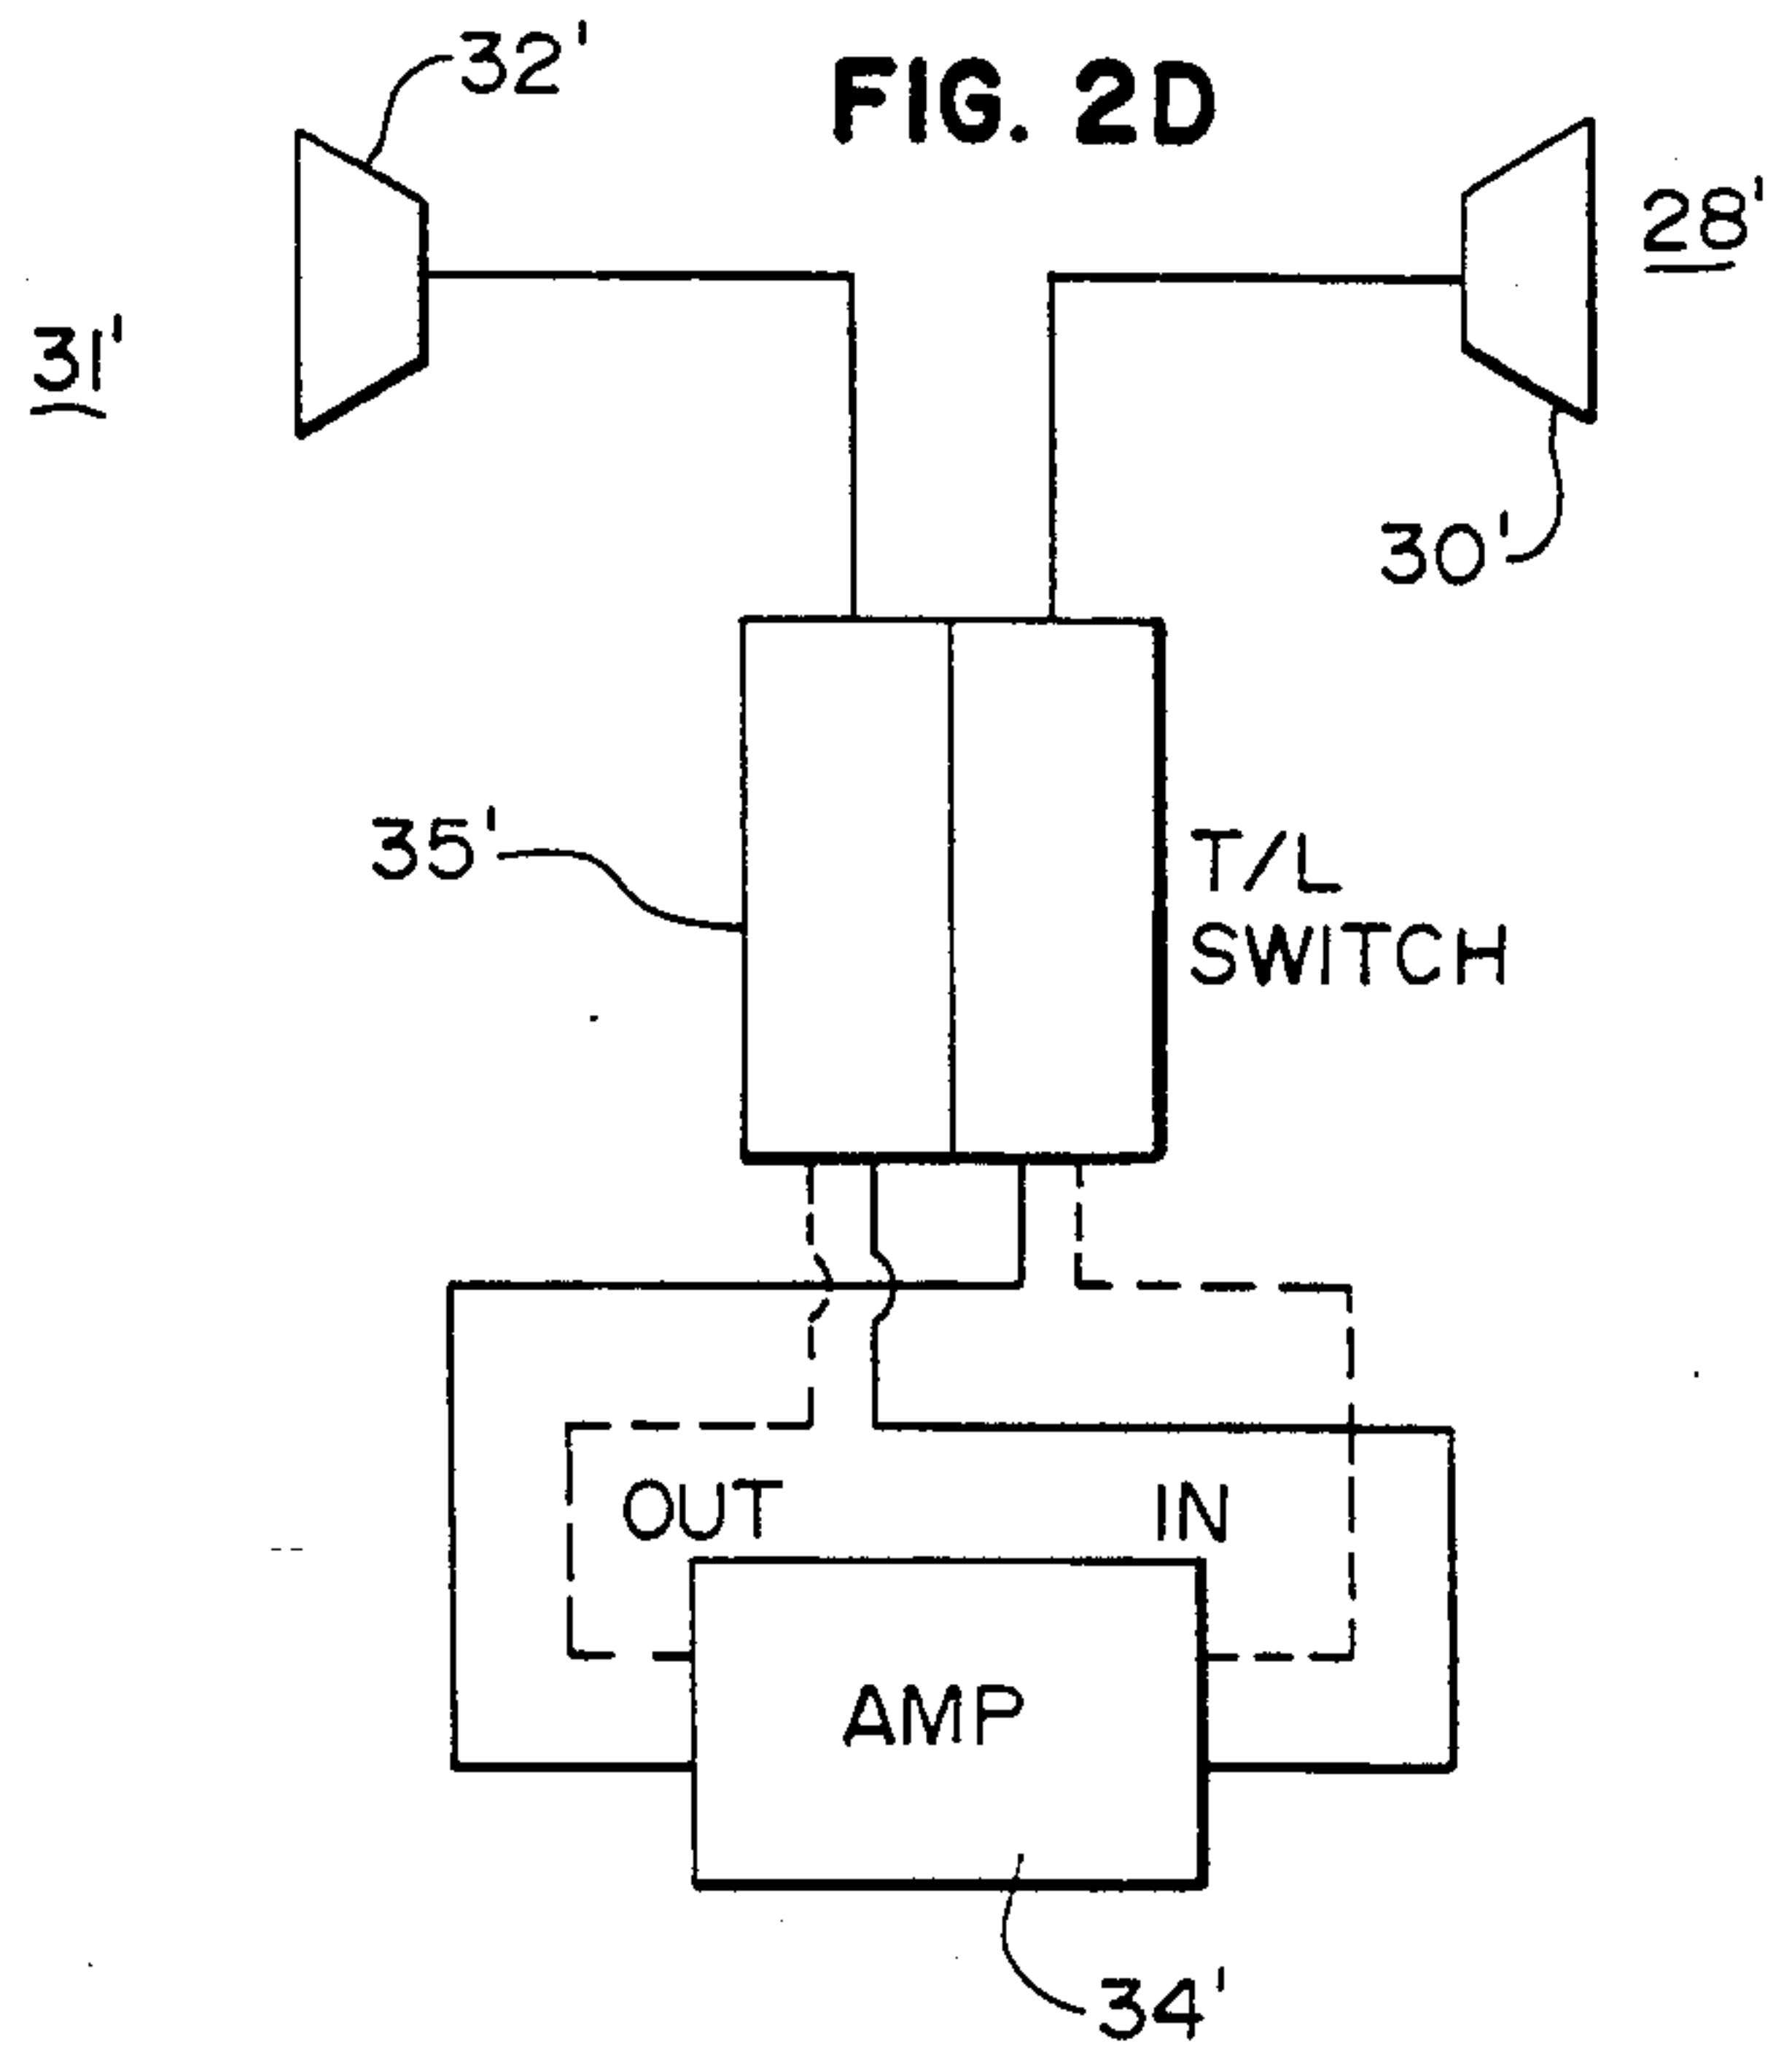 32'
FIG. 2D
28'
31'
30'
35'
T/L
SWITCH
OUT
IN
AMP
34'